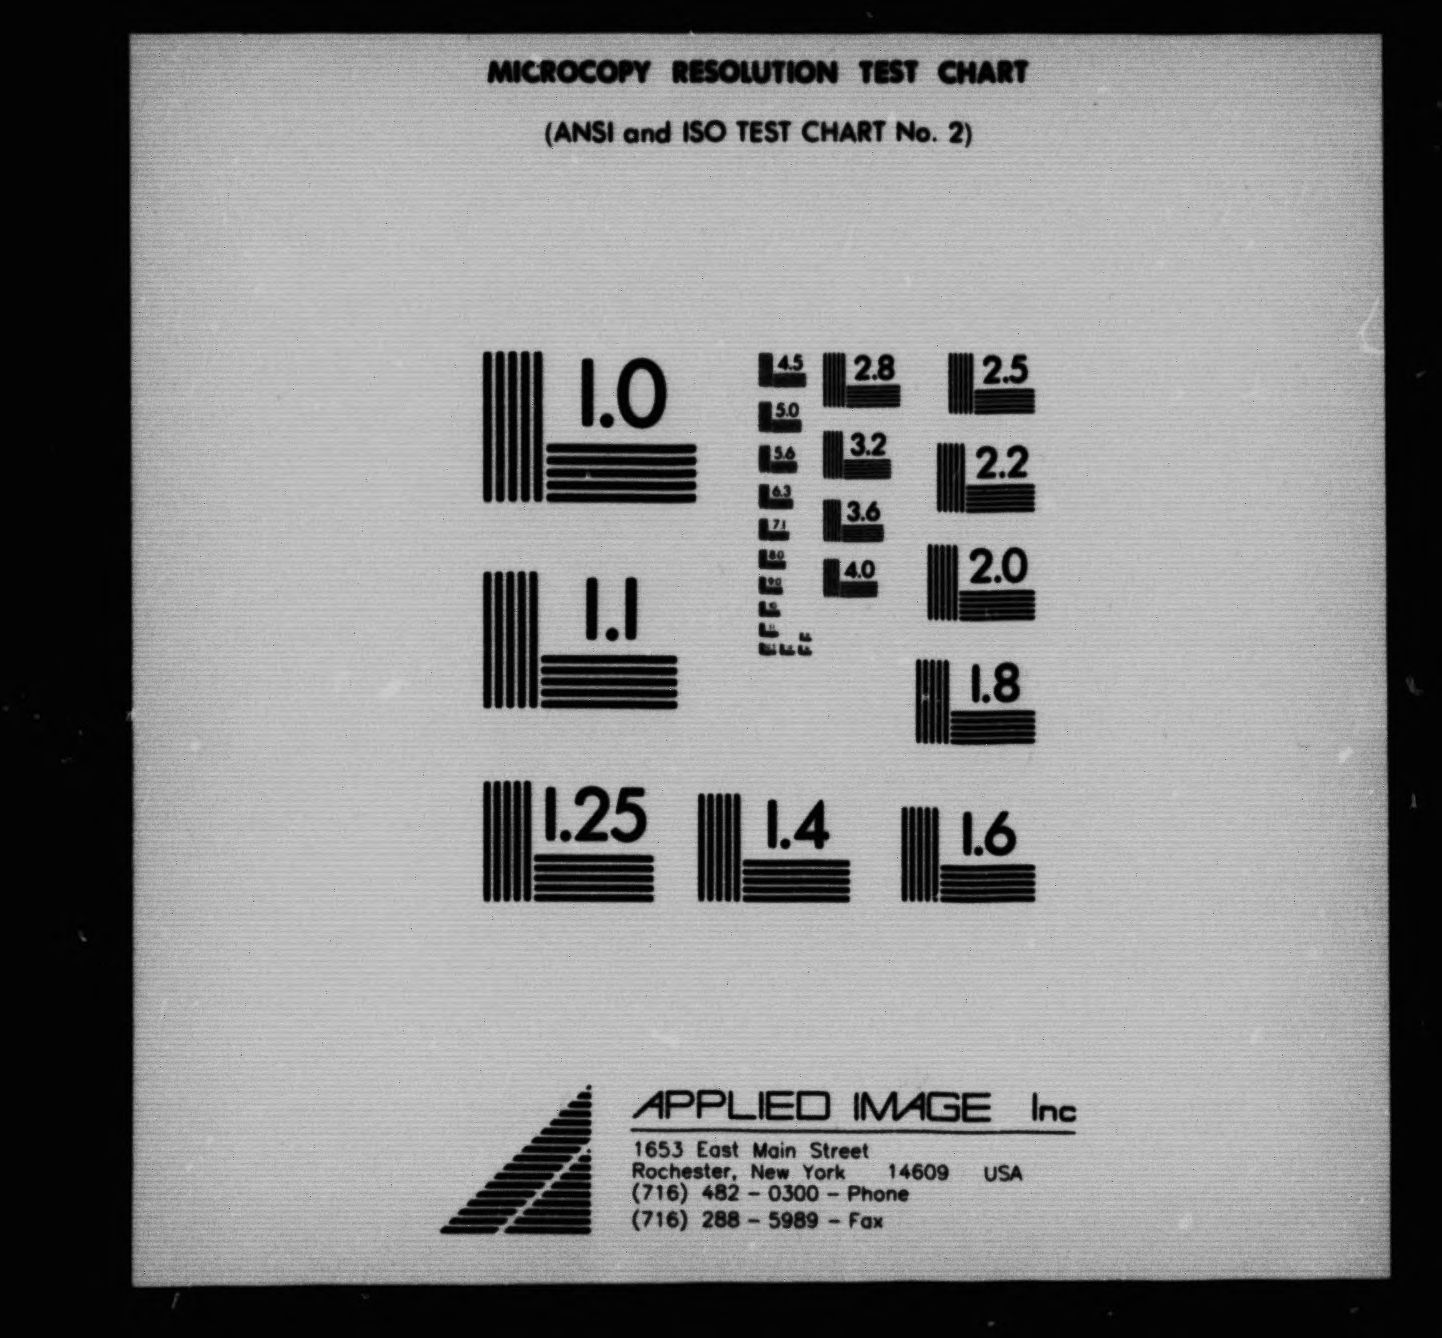 MICROCOPY RESOLUTION TEST CHART
(ANSI and ISO TEST CHART No. 2)
1.0
1.1
1.25
4.5
5.0
5.6
6.3
7.1
8.0
9.0
2.8
3.2
3.6
4.0
2.5
2.2
2.0
1.8
1.4
1.6
APPLIED IMAGE Inc
1653 East Main Street
Rochester, New York 14609 USA
(716) 482 - 0300 - Phone
(716) 288 - 5989 - Fax